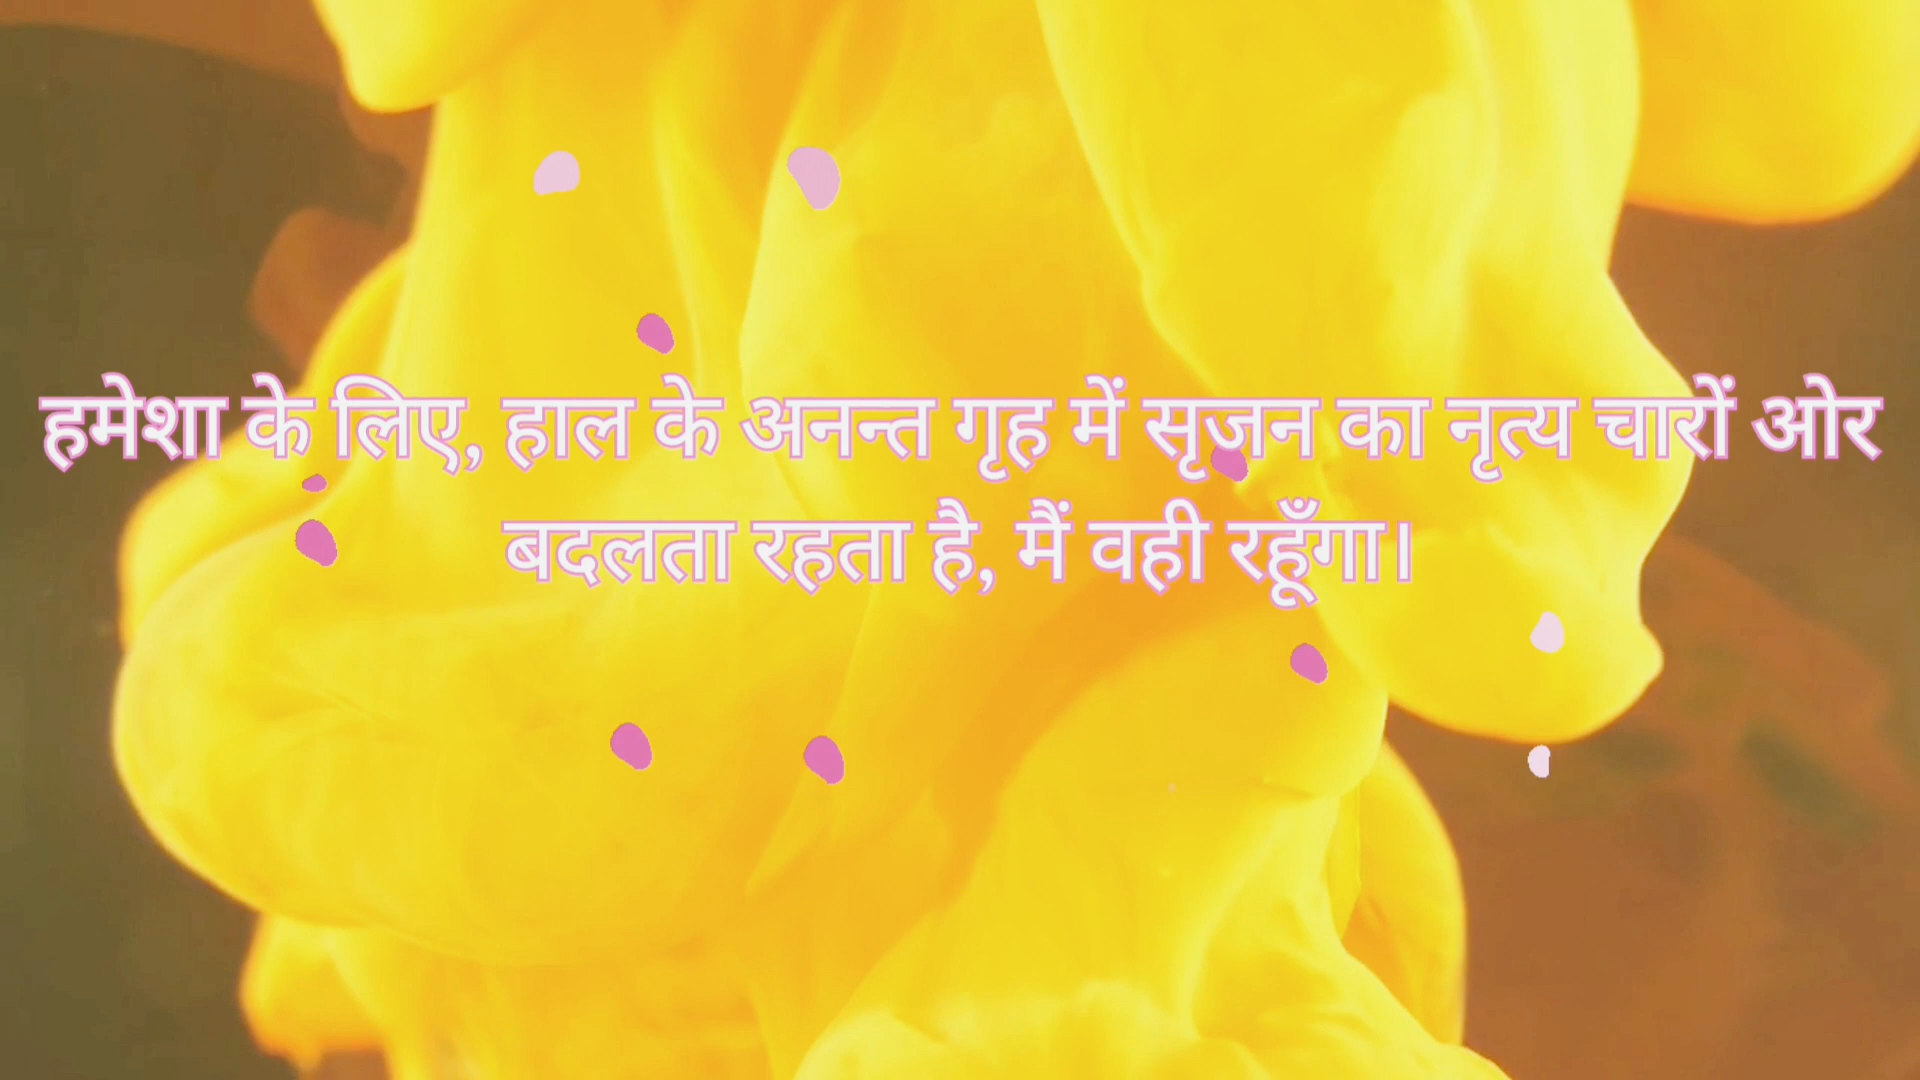 हमेशा के लिए, हाल के अनन्त गृह में सृजन का नृत्य चारों ओर
बदलता रहता है, मैं वही रहूँगा।